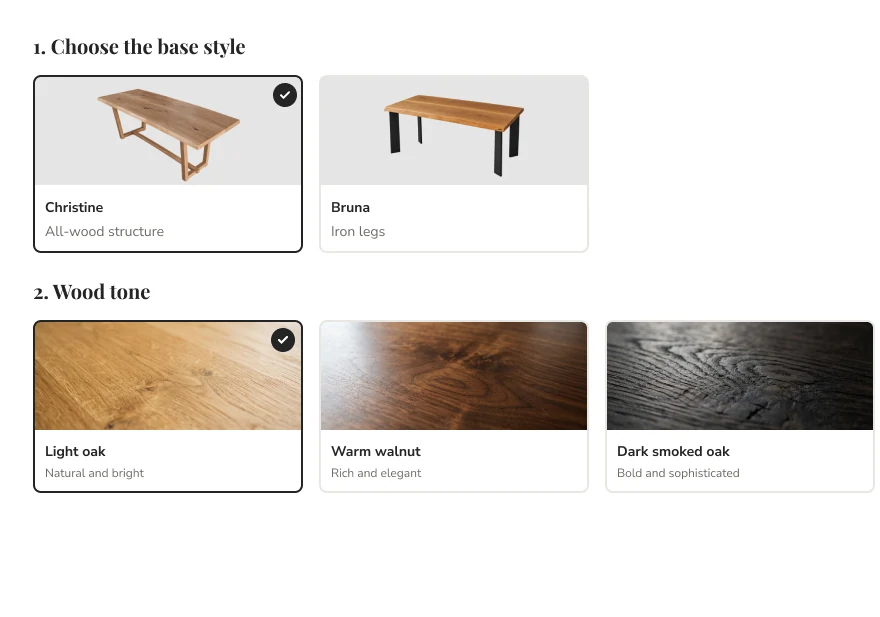 1. Choose the base style
Christine
All-wood structure
Bruna
Iron legs
2. Wood tone
Light oak
Natural and bright
Warm walnut
Rich and elegant
Dark smoked oak
Bold and sophisticated